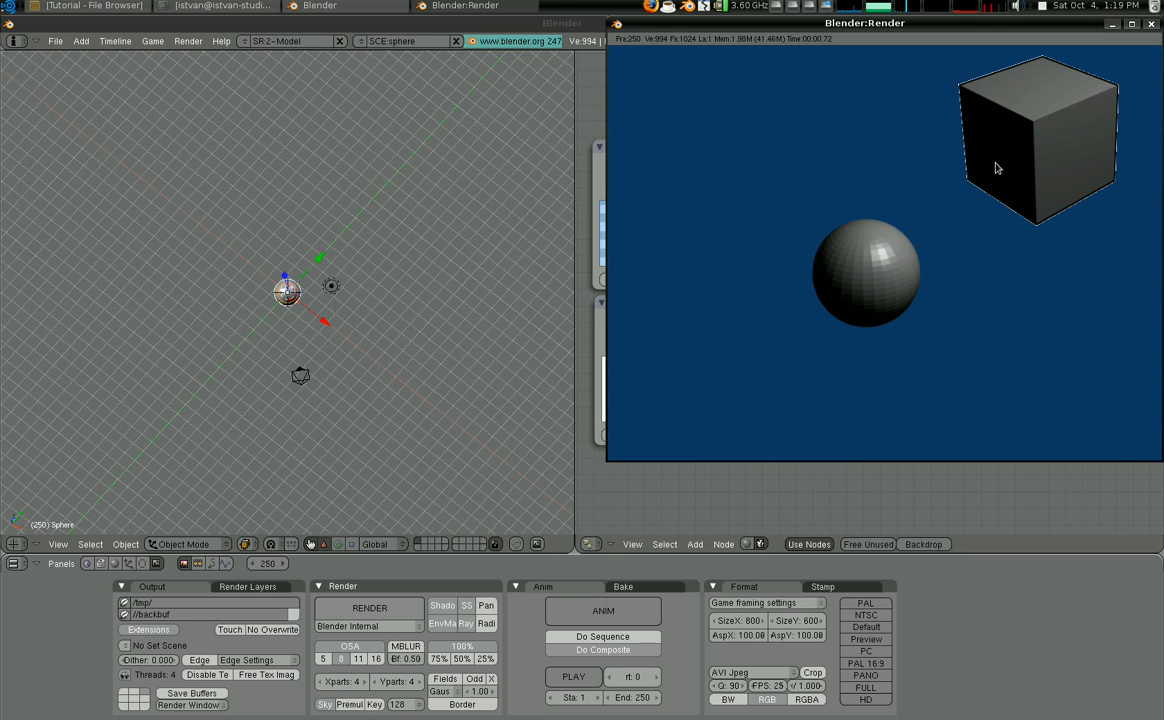 [Tutorial - File Browser]
[istvan@istvan-studi...
Blender
Blender:Render
3.60 GHz
Sat Oct 4, 1:19 PM
Blender
Blender:Render
File Add Timeline Game Render Help
SR:2-Model
SCE:sphere
www.blender.org 247
Ve:994 |
Fra:250 Ve:994 Fa:1024 La:1 Mem:1.98M (41.46M) Time:00:00.72
(250) Sphere
View Select Object Object Mode Global
View Select Add Node Use Nodes Free Unused Backdrop
Panels 250
Output Render Layers
/tmp/
//backbuf
Extensions Touch No Overwrite
No Set Scene
Dither: 0.000 Edge Edge Settings
Threads: 4 Disable Te Free Tex Imag
Save Buffers
Render Window
Render
RENDER
Blender Internal
Shado SS Pan
EnvMa Ray Radi
OSA MBLUR 100%
5 8 11 16 Bf: 0.50 75% 50% 25%
Xparts: 4 Yparts: 4
Fields Odd X
Gaus 1.00
Sky Premul Key 128 Border
Anim Bake
ANIM
Do Sequence
Do Composite
PLAY rt: 0
Sta: 1 End: 250
Format Stamp
Game framing settings
SizeX: 800 SizeY: 600
AspX: 100.00 AspY: 100.00
AVI Jpeg Crop
Q: 90 FPS: 25 / 1.000
BW RGB RGBA
PAL
NTSC
Default
Preview
PC
PAL 16:9
PANO
FULL
HD